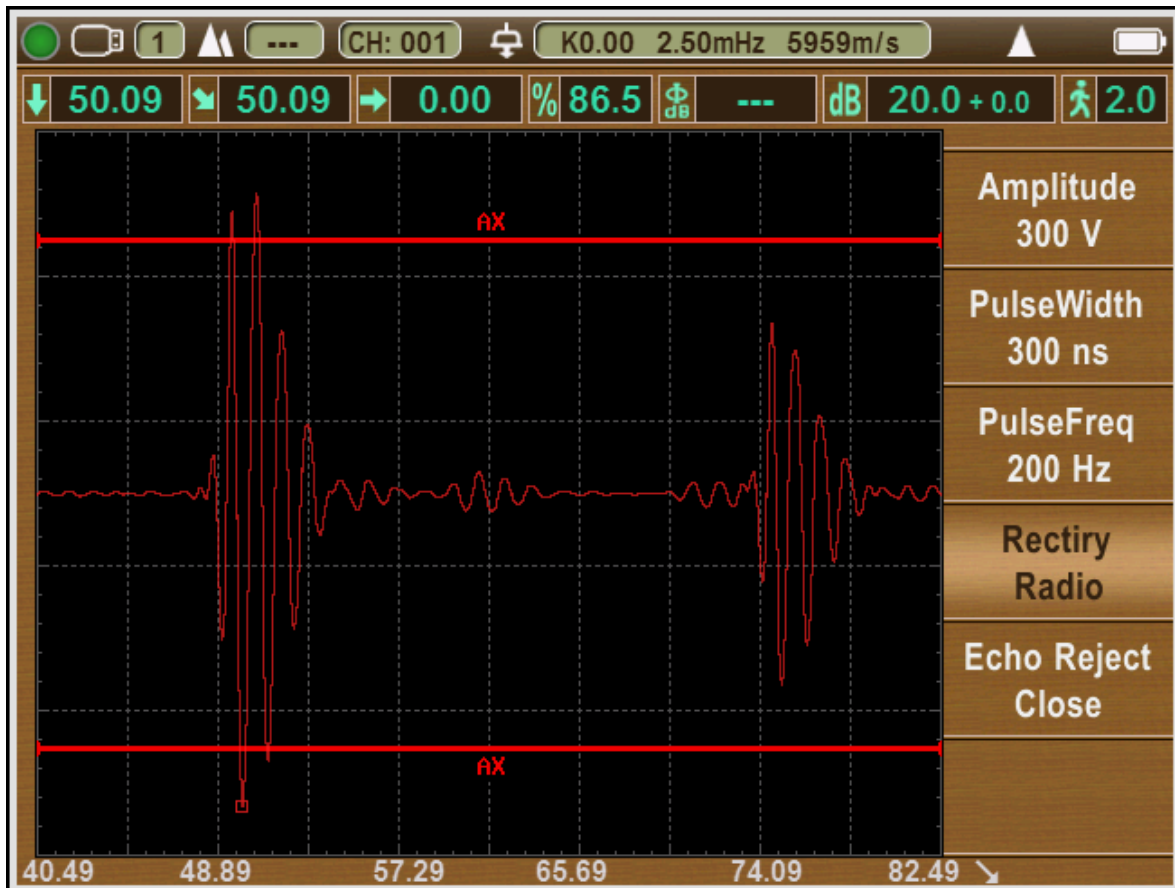 1 --- CH: 001 K0.00 2.50mHz 5959m/s
50.09 50.09 0.00 % 86.5 Φ dB --- dB 20.0 + 0.0 2.0
AX
AX
Amplitude
300 V
PulseWidth
300 ns
PulseFreq
200 Hz
Rectiry
Radio
Echo Reject
Close
40.49 48.89 57.29 65.69 74.09 82.49